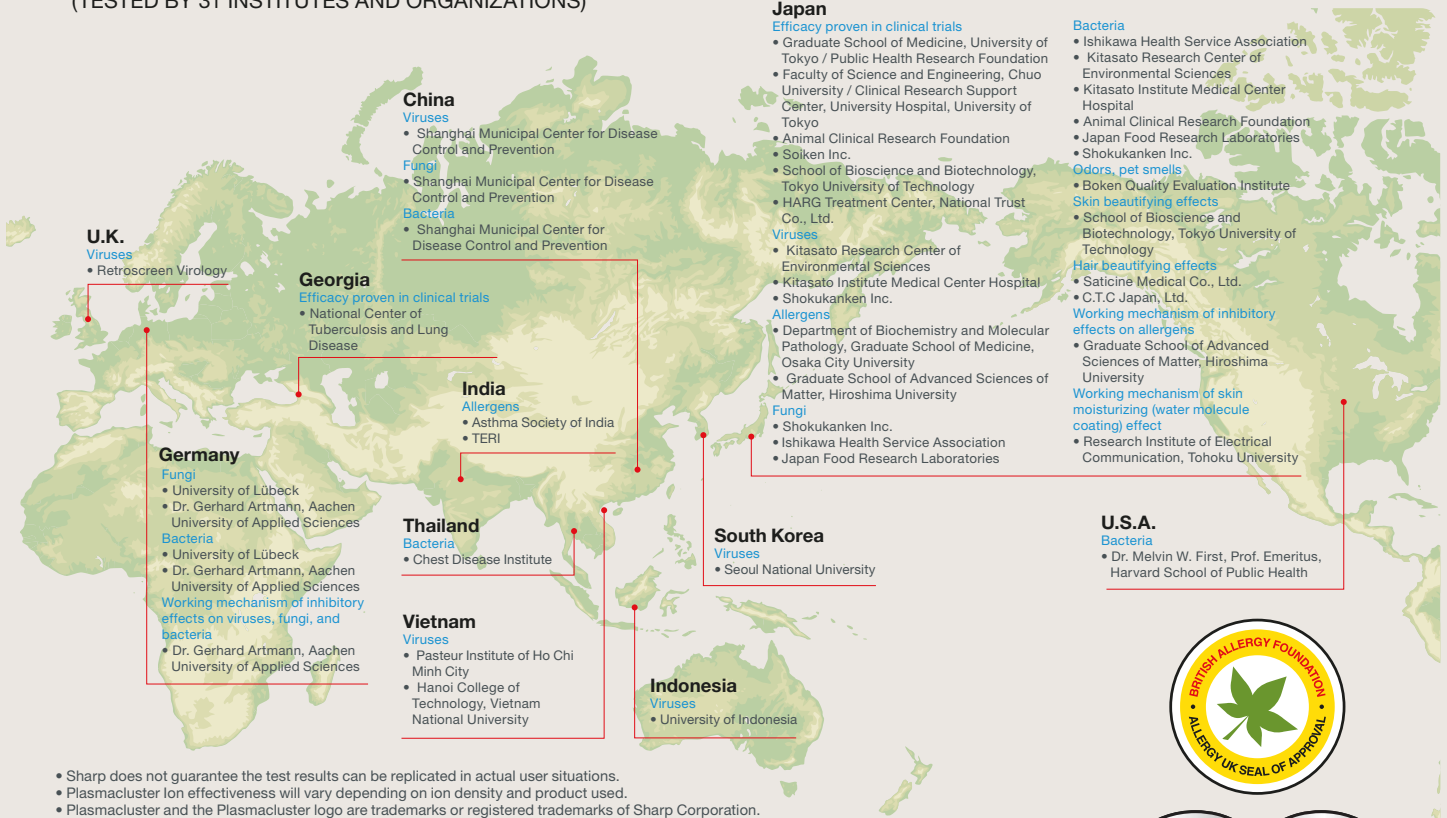 (TESTED BY 31 INSTITUTES AND ORGANIZATIONS)
China
Viruses
• Shanghai Municipal Center for Disease
Control and Prevention
Fungi
• Shanghai Municipal Center for Disease
Control and Prevention
Bacteria
• Shanghai Municipal Center for
Disease Control and Prevention
U.K.
Viruses
• Retroscreen Virology
Georgia
Efficacy proven in clinical trials
• National Center of
Tuberculosis and Lung
Disease
India
Allergens
• Asthma Society of India
• TERI
Germany
Fungi
• University of Lübeck
• Dr. Gerhard Artmann, Aachen
University of Applied Sciences
Bacteria
• University of Lübeck
• Dr. Gerhard Artmann, Aachen
University of Applied Sciences
Working mechanism of inhibitory
effects on viruses, fungi, and
bacteria
• Dr. Gerhard Artmann, Aachen
University of Applied Sciences
Thailand
Bacteria
• Chest Disease Institute
Vietnam
Viruses
• Pasteur Institute of Ho Chi
Minh City
• Hanoi College of
Technology, Vietnam
National University
Japan
Efficacy proven in clinical trials
• Graduate School of Medicine, University of
Tokyo / Public Health Research Foundation
• Faculty of Science and Engineering, Chuo
University / Clinical Research Support
Center, University Hospital, University of
Tokyo
• Animal Clinical Research Foundation
• Soiken Inc.
• School of Bioscience and Biotechnology,
Tokyo University of Technology
• HARG Treatment Center, National Trust
Co., Ltd.
Viruses
• Kitasato Research Center of
Environmental Sciences
• Kitasato Institute Medical Center Hospital
• Shokukanken Inc.
Allergens
• Department of Biochemistry and Molecular
Pathology, Graduate School of Medicine,
Osaka City University
• Graduate School of Advanced Sciences of
Matter, Hiroshima University
Fungi
• Shokukanken Inc.
• Ishikawa Health Service Association
• Japan Food Research Laboratories
Bacteria
• Ishikawa Health Service Association
• Kitasato Research Center of
Environmental Sciences
• Kitasato Institute Medical Center
Hospital
• Animal Clinical Research Foundation
• Japan Food Research Laboratories
• Shokukanken Inc.
Odors, pet smells
• Boken Quality Evaluation Institute
Skin beautifying effects
• School of Bioscience and
Biotechnology, Tokyo University of
Technology
Hair beautifying effects
• Saticine Medical Co., Ltd.
• C.T.C Japan, Ltd.
Working mechanism of inhibitory
effects on allergens
• Graduate School of Advanced
Sciences of Matter, Hiroshima
University
Working mechanism of skin
moisturizing (water molecule
coating) effect
• Research Institute of Electrical
Communication, Tohoku University
South Korea
Viruses
• Seoul National University
Indonesia
Viruses
• University of Indonesia
U.S.A.
Bacteria
• Dr. Melvin W. First, Prof. Emeritus,
Harvard School of Public Health
• BRITISH ALLERGY FOUNDATION •
ALLERGY UK SEAL OF APPROVAL
• Sharp does not guarantee the test results can be replicated in actual user situations.
• Plasmacluster Ion effectiveness will vary depending on ion density and product used.
• Plasmacluster and the Plasmacluster logo are trademarks or registered trademarks of Sharp Corporation.